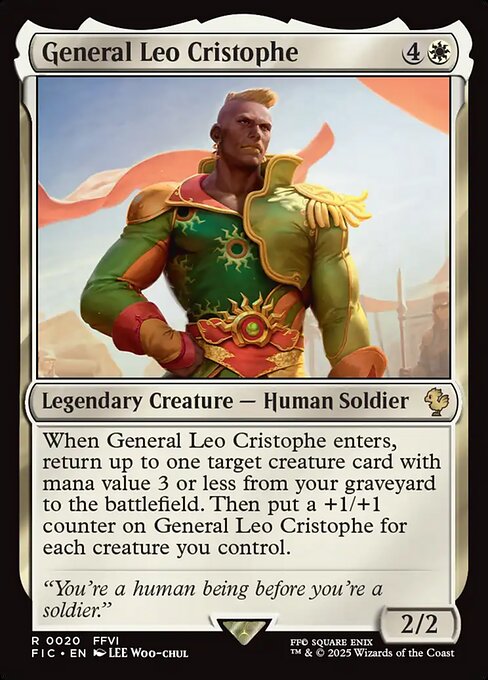 General Leo Cristophe 4
Legendary Creature — Human Soldier
When General Leo Cristophe enters,
return up to one target creature card with
mana value 3 or less from your graveyard
to the battlefield. Then put a +1/+1
counter on General Leo Cristophe for
each creature you control.
“You’re a human being before you’re a
soldier.”
2/2
R 0020 FFVI
FIC • EN LEE WOO-CHUL
FF© SQUARE ENIX
™ & © 2025 Wizards of the Coast